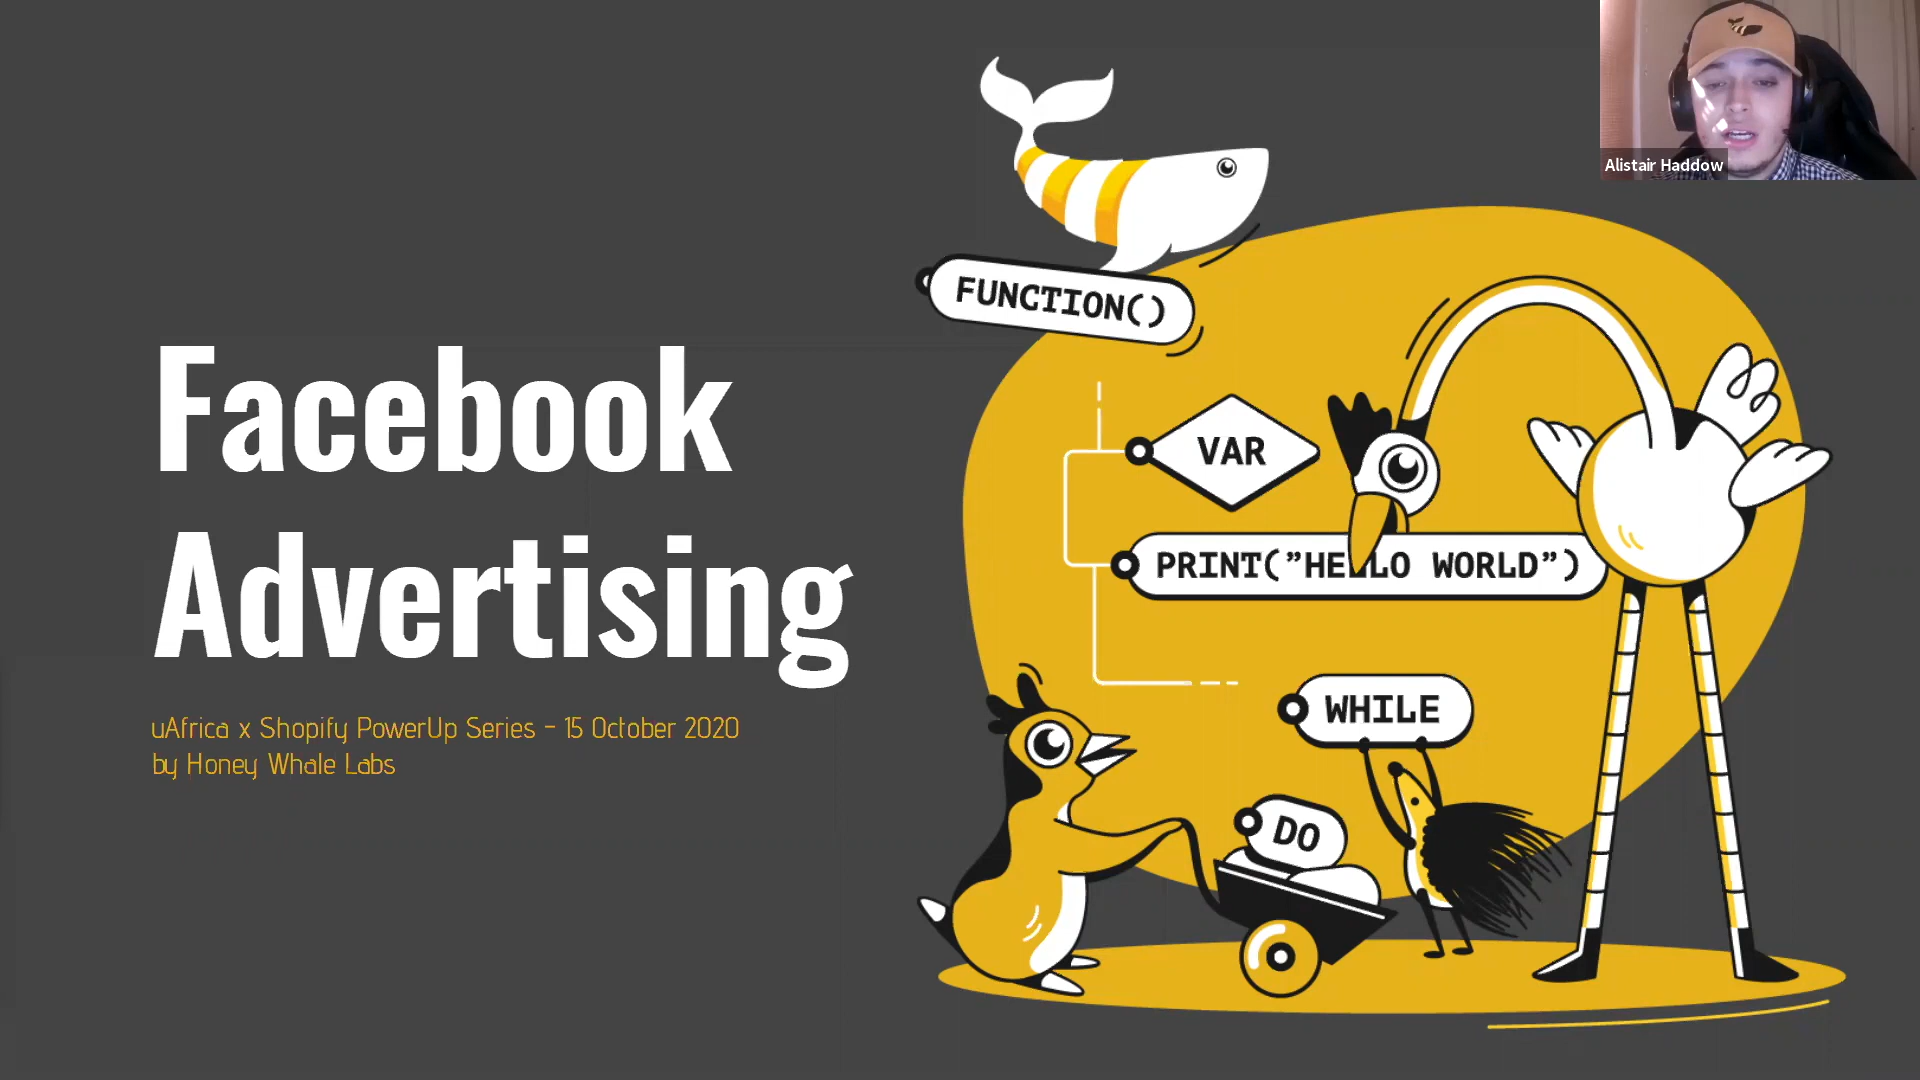 Alistair Haddow
FUNCTION()
Facebook
Advertising
uAfrica x Shopify PowerUp Series - 15 October 2020
by Honey Whale Labs
VAR
PRINT("HELLO WORLD")
WHILE
DO